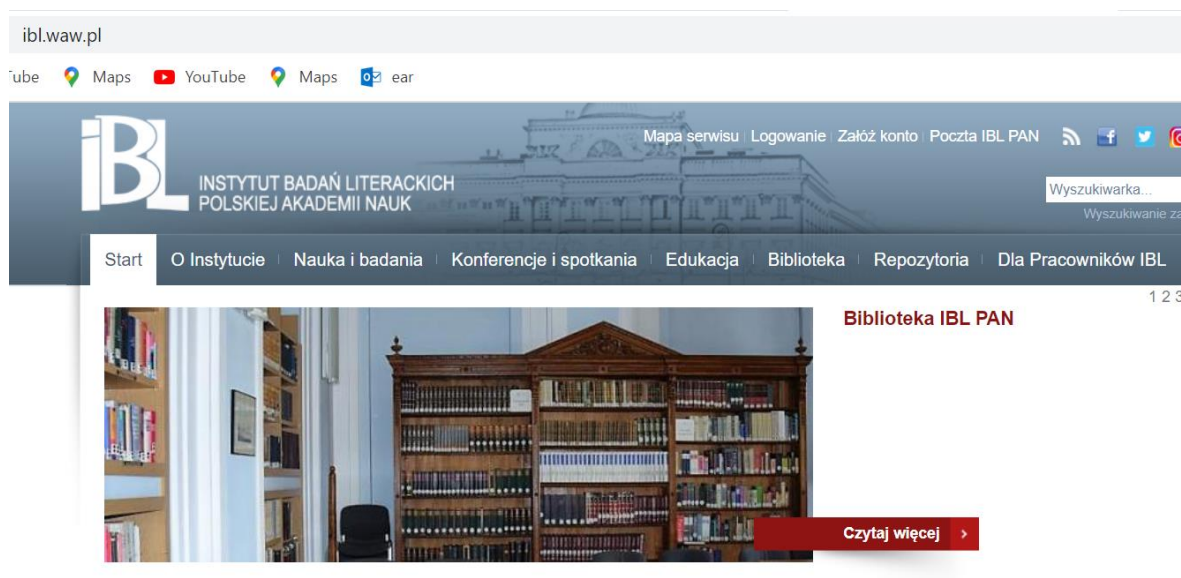 ibl.waw.pl
Maps YouTube Maps ear
Mapa serwisu Logowanie Załóż konto Poczta IBL PAN
iBL
INSTYTUT BADAŃ LITERACKICH
POLSKIEJ AKADEMII NAUK
Wyszukiwarka...
Wyszukiwanie
Start O Instytucie Nauka i badania Konferencje i spotkania Edukacja Biblioteka Repozytoria Dla Pracowników IBL
1 2 3
Biblioteka IBL PAN
Czytaj więcej